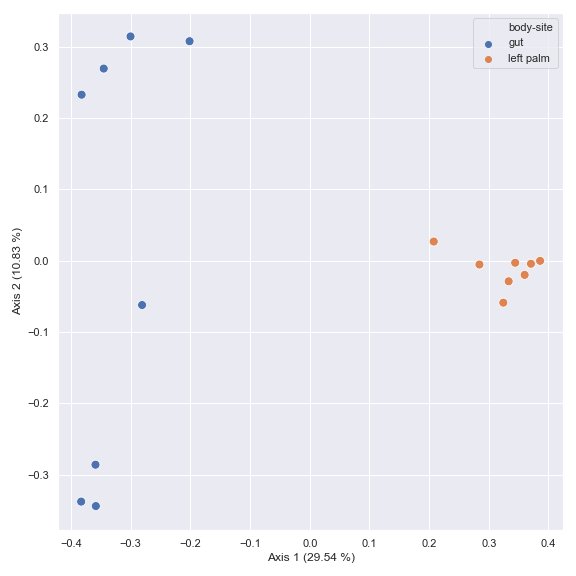 body-site
gut
left palm
0.3
0.2
0.1
0.0
−0.1
−0.2
−0.3
Axis 2 (10.83 %)
−0.4 −0.3 −0.2 −0.1 0.0 0.1 0.2 0.3 0.4
Axis 1 (29.54 %)